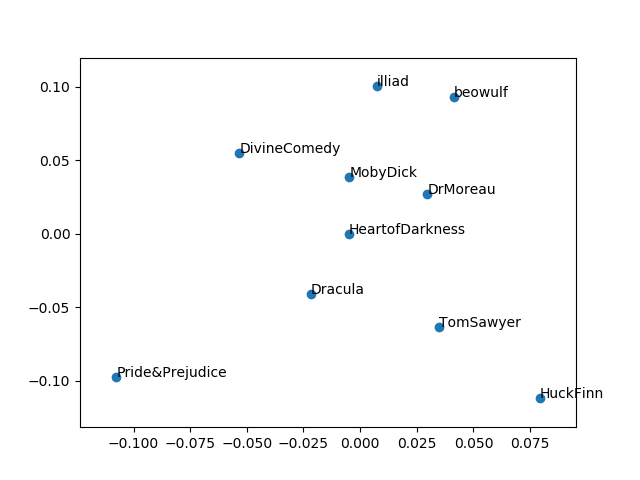 illiad
0.10
beowulf
DivineComedy
0.05
MobyDick
DrMoreau
0.00
HeartofDarkness
Dracula
−0.05
TomSawyer
Pride&Prejudice
−0.10
HuckFinn
−0.100 −0.075 −0.050 −0.025 0.000 0.025 0.050 0.075